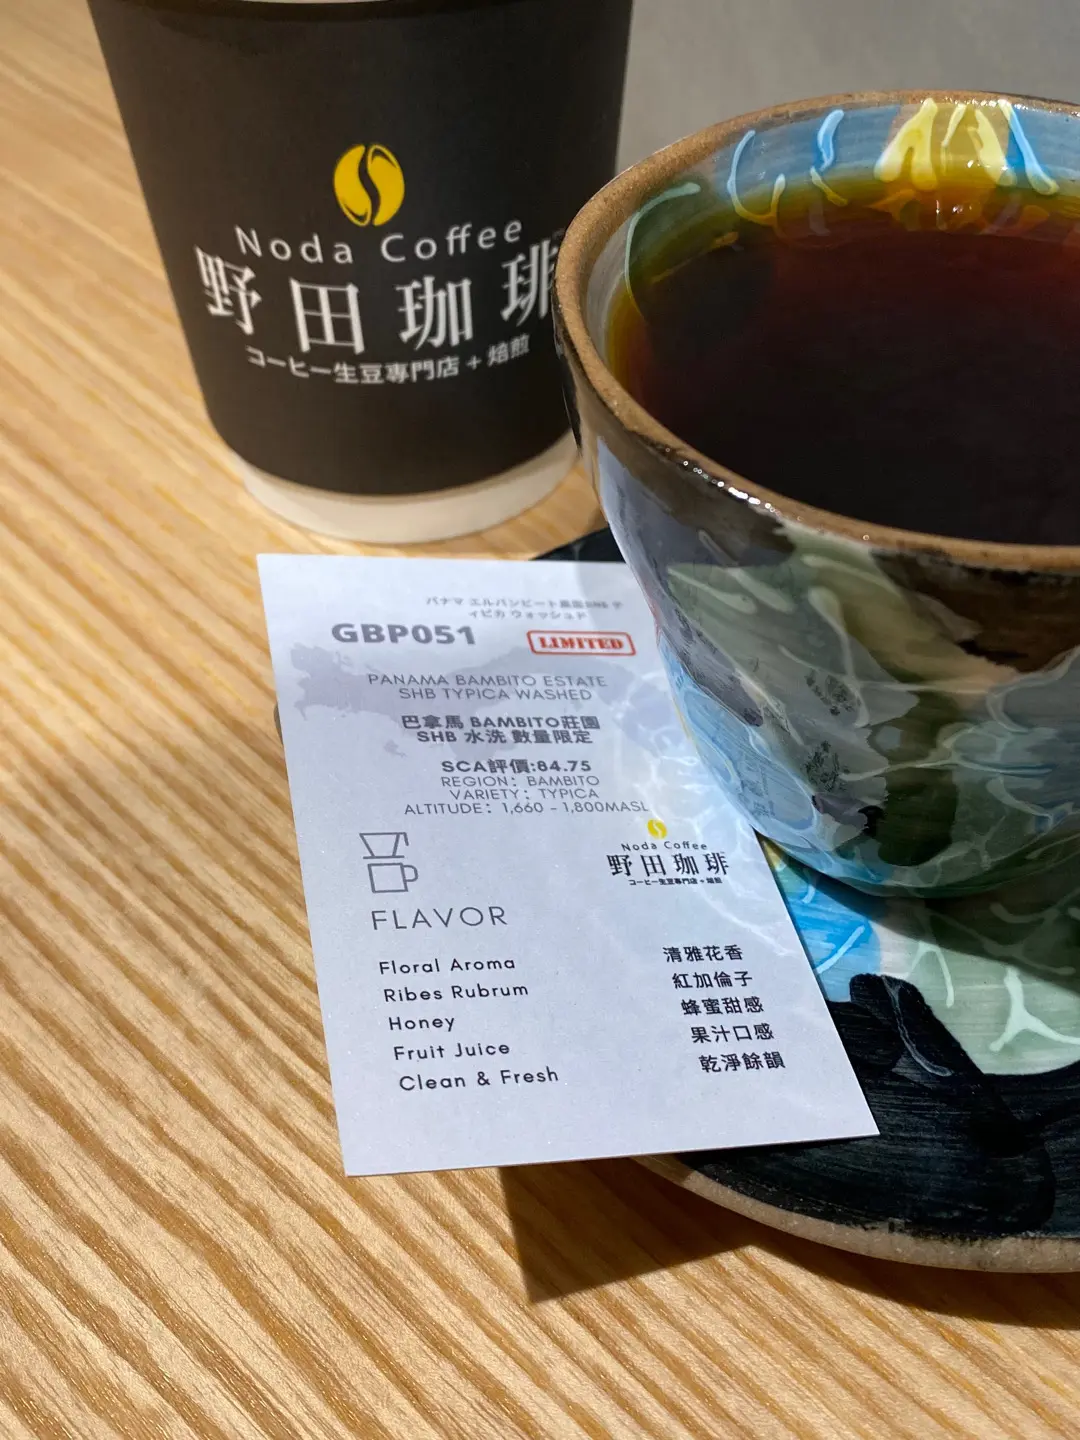 Noda Coffee
野田珈琲
コーヒー生豆専門店 + 焙煎
パナマ エルバンビート農園SHB テ
ィピカ ウォッシュド
GBP051
LIMITED
PANAMA BAMBITO ESTATE
SHB TYPICA WASHED
巴拿馬 BAMBITO莊園
SHB 水洗 數量限定
SCA評價:84.75
REGION: BAMBITO
VARIETY: TYPICA
ALTITUDE: 1,660 - 1,800MASL
Noda Coffee
野田珈琲
コーヒー生豆専門店 + 焙煎
FLAVOR
Floral Aroma 清雅花香
Ribes Rubrum 紅加倫子
Honey 蜂蜜甜感
Fruit Juice 果汁口感
Clean & Fresh 乾淨餘韻